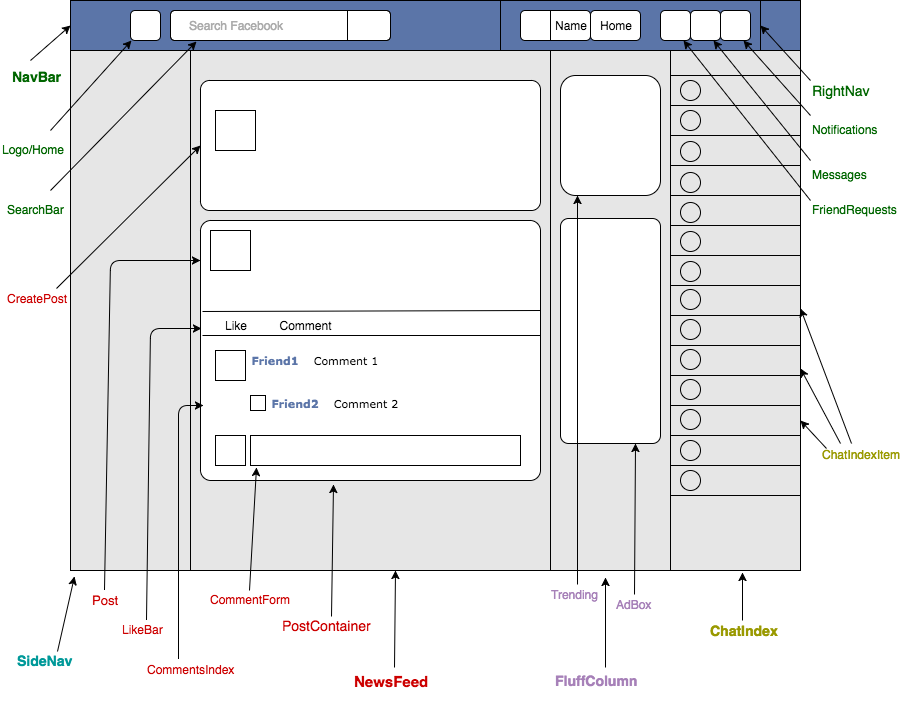 Search Facebook
Name
Home
NavBar
RightNav
Logo/Home
Notifications
Messages
SearchBar
FriendRequests
CreatePost
Like
Comment
Friend1
Comment 1
Friend2
Comment 2
ChatIndexItem
Post
CommentForm
Trending
AdBox
LikeBar
PostContainer
ChatIndex
SideNav
CommentsIndex
NewsFeed
FluffColumn